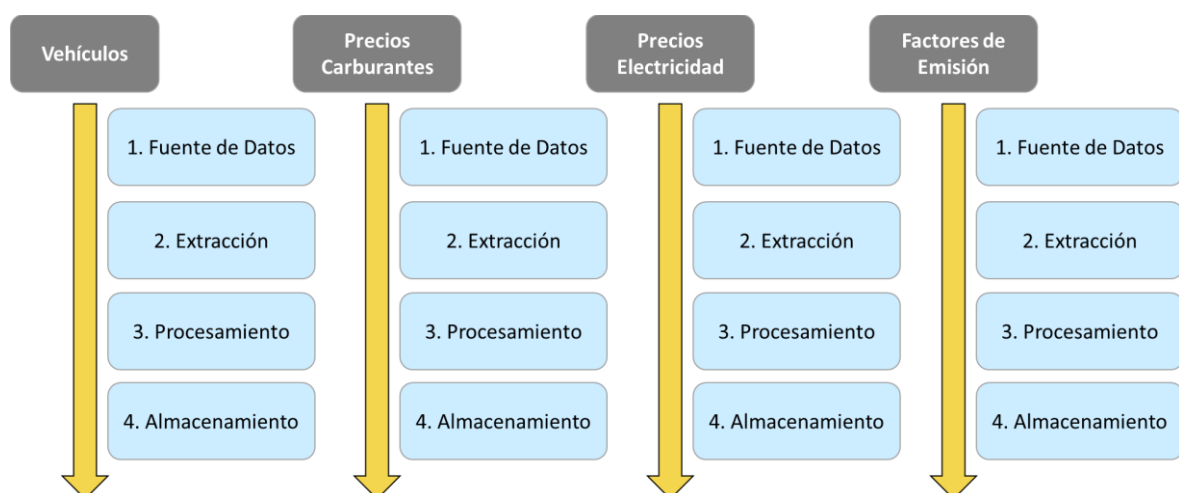 Vehículos
Precios
Carburantes
Precios
Electricidad
Factores de
Emisión
1. Fuente de Datos
1. Fuente de Datos
1. Fuente de Datos
1. Fuente de Datos
2. Extracción
2. Extracción
2. Extracción
2. Extracción
3. Procesamiento
3. Procesamiento
3. Procesamiento
3. Procesamiento
4. Almacenamiento
4. Almacenamiento
4. Almacenamiento
4. Almacenamiento